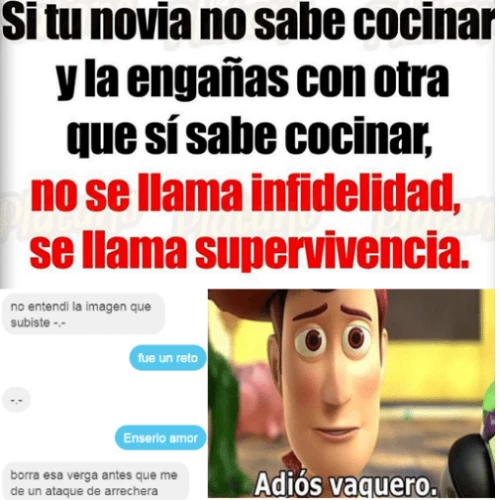 Si tu novia no sabe cocinar
y la engañas con otra
que sí sabe cocinar,
no se llama infidelidad,
se llama supervivencia.
no entendi la imagen que
subiste -.-
fue un reto
-.-
Enserio amor
borra esa verga antes que me
de un ataque de arrechera
Adiós vaquero.